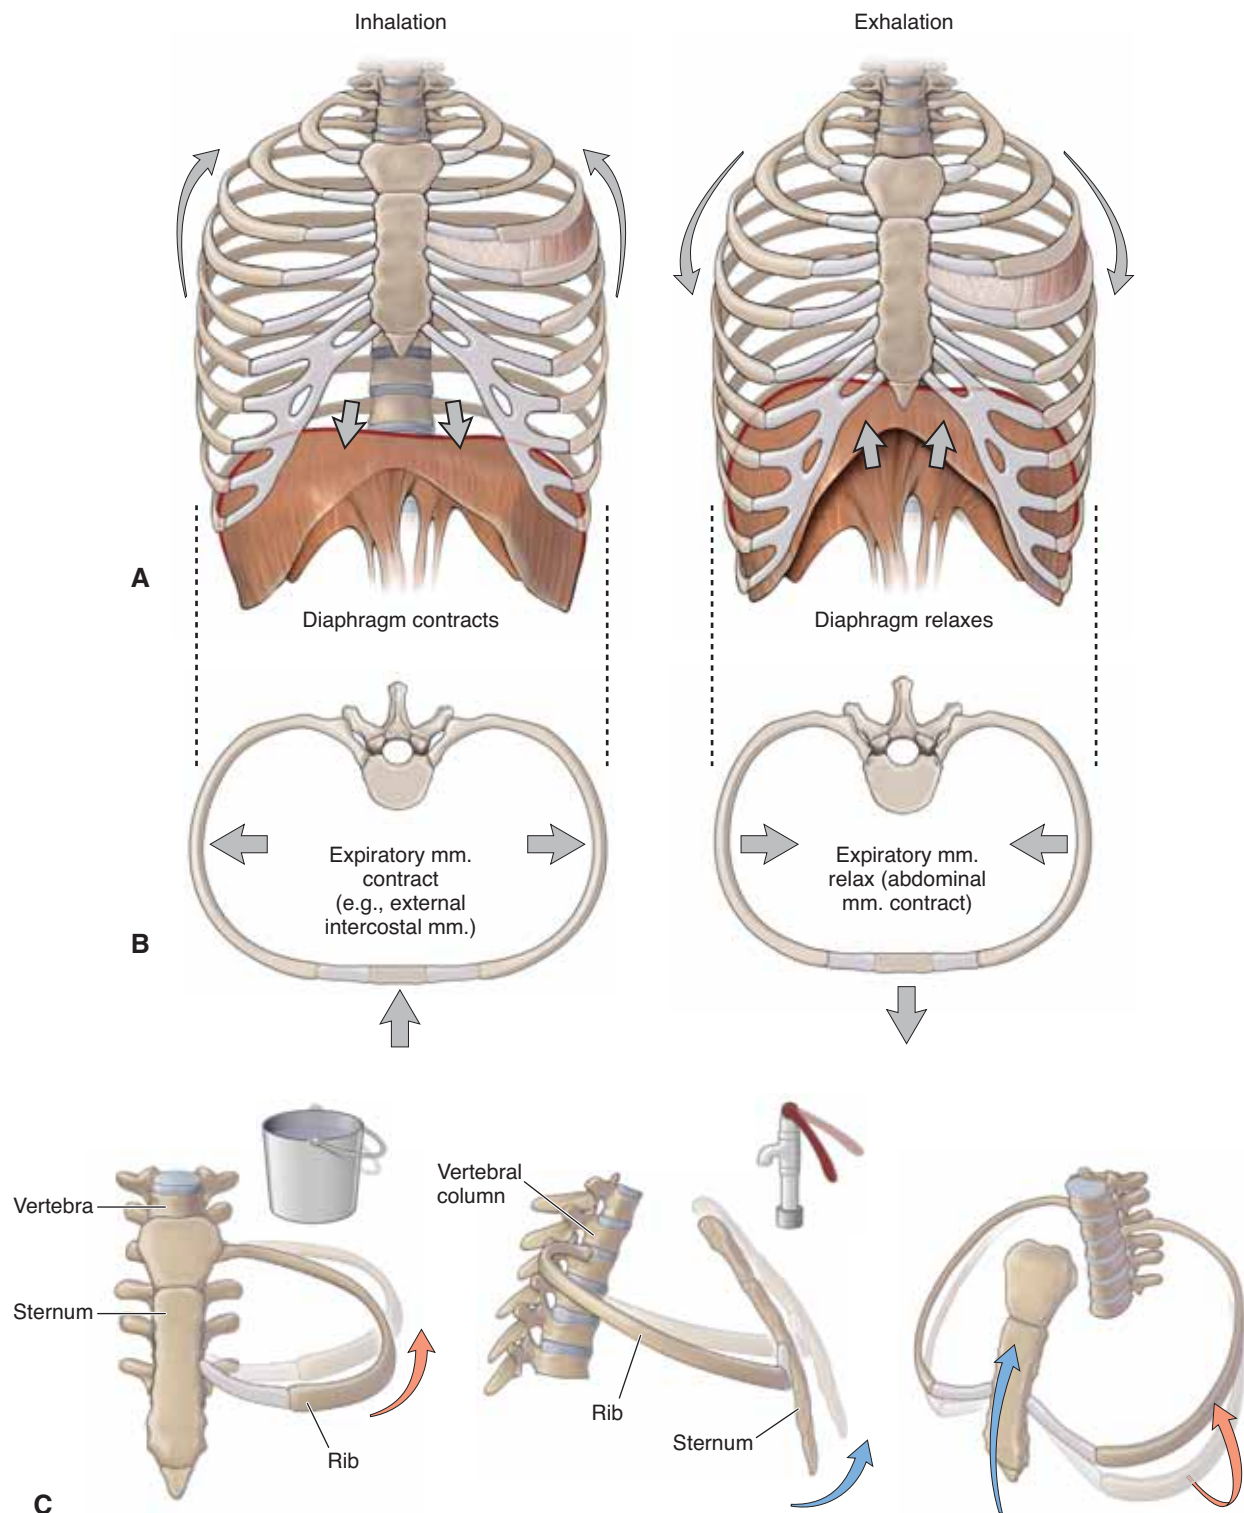 Inhalation
Exhalation
A
Diaphragm contracts
Diaphragm relaxes
Expiratory mm.
contract
(e.g., external
intercostal mm.)
Expiratory mm.
relax (abdominal
mm. contract)
B
Vertebra
Sternum
Rib
Vertebral
column
Rib
Sternum
C